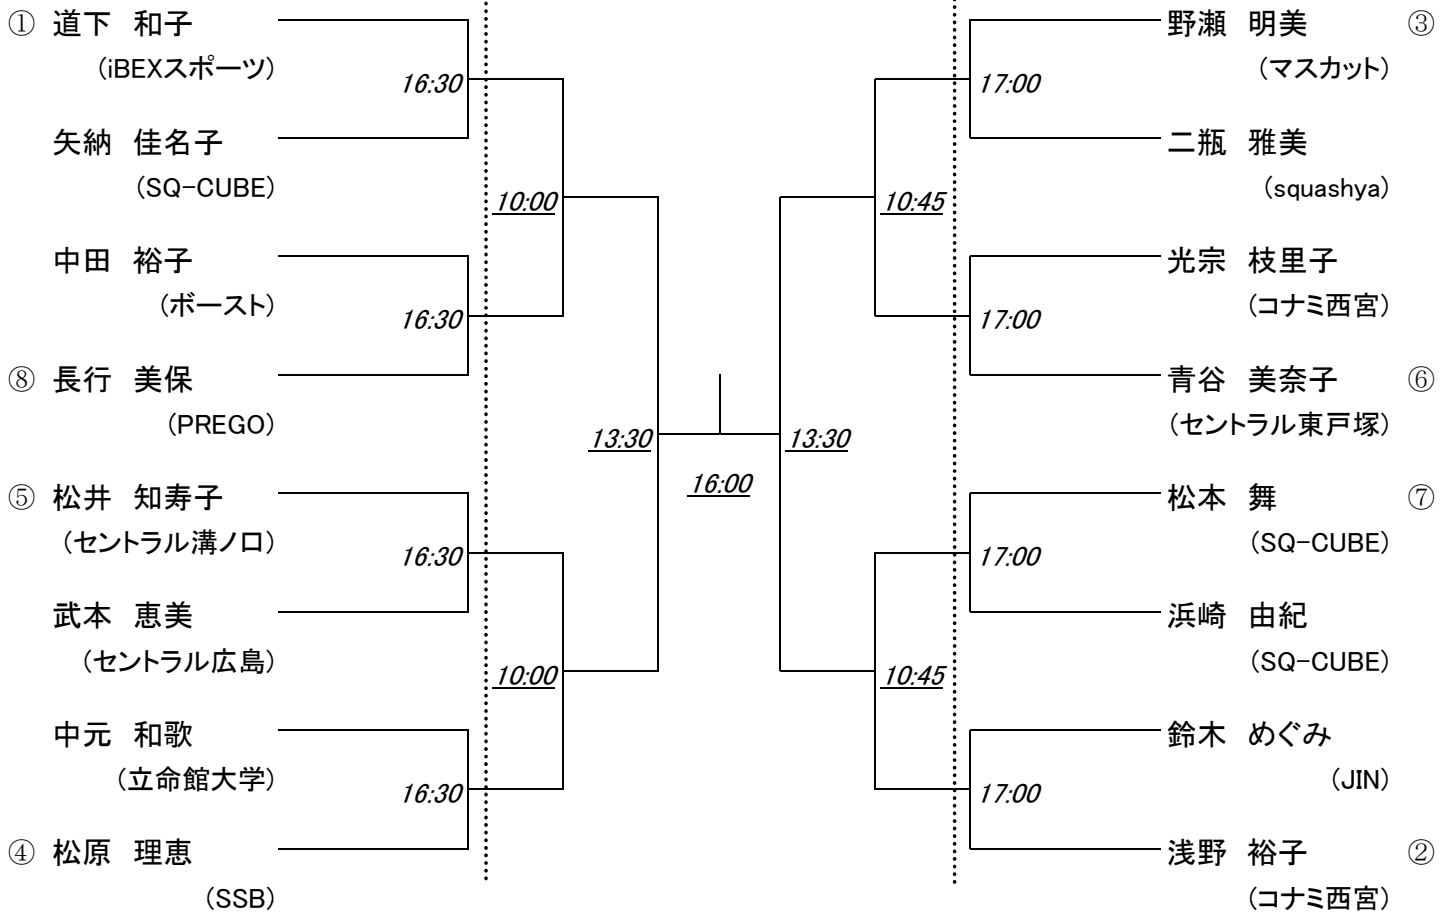 ① 道下 和子
(iBEXスポーツ)
16:30
矢納 佳名子
(SQ-CUBE)
10:00
中田 裕子
(ボースト)
16:30
⑧ 長行 美保
(PREGO)
13:30
⑤ 松井 知寿子
(セントラル溝ノ口)
16:30
武本 恵美
(セントラル広島)
10:00
中元 和歌
(立命館大学)
16:30
④ 松原 理恵
(SSB)
16:00
野瀬 明美 ③
(マスカット)
17:00
二瓶 雅美
(squashya)
10:45
光宗 枝里子
(コナミ西宮)
17:00
青谷 美奈子 ⑥
(セントラル東戸塚)
13:30
松本 舞 ⑦
(SQ-CUBE)
17:00
浜崎 由紀
(SQ-CUBE)
10:45
鈴木 めぐみ
(JIN)
17:00
浅野 裕子 ②
(コナミ西宮)